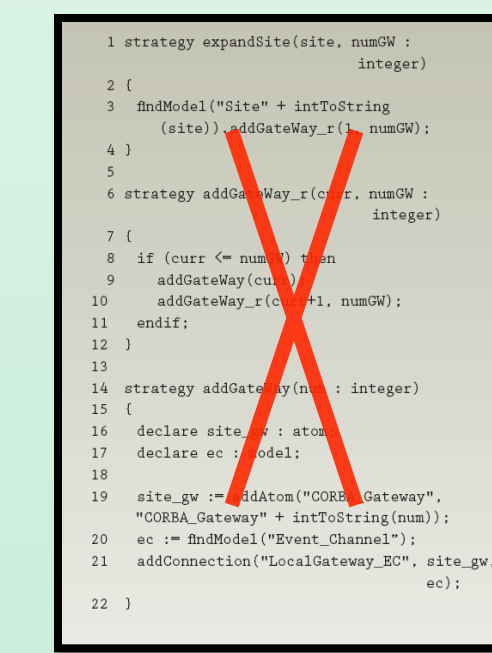 1 strategy expandSite(site, numGW :
integer)
2 {
3 findModel("Site" + intToString
(site)).addGateWay_r(1, numGW);
4 }
5
6 strategy addGateWay_r(curr, numGW :
integer)
7 {
8 if (curr <= numGW) then
9 addGateWay(curr);
10 addGateWay_r(curr+1, numGW);
11 endif;
12 }
13
14 strategy addGateWay(num : integer)
15 {
16 declare site_gw : atom;
17 declare ec : model;
18
19 site_gw := addAtom("CORBA_Gateway",
"CORBA_Gateway" + intToString(num));
20 ec := findModel("Event_Channel”);
21 addConnection("LocalGateway_EC", site_gw,
ec);
22 }